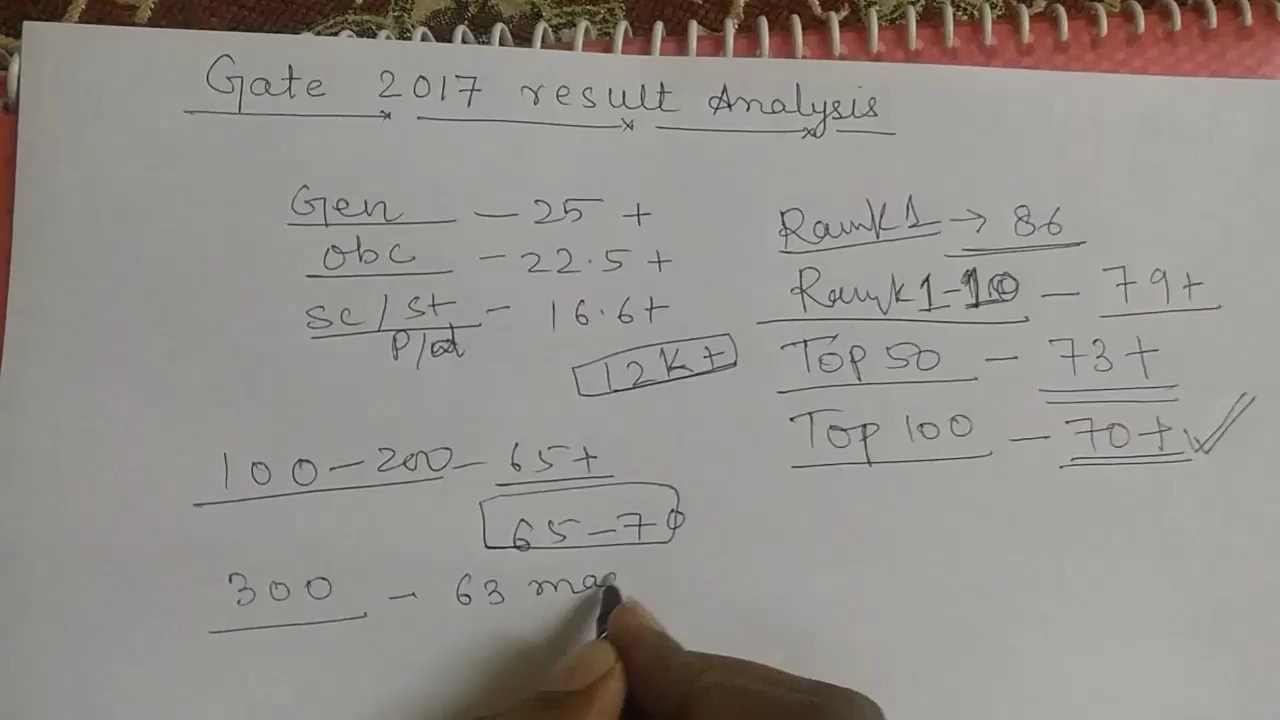 Gate 2017 result Analysis
Gen - 25 +
obc - 22.5 +
sc/st - 16.6+
12K+
Rank1 → 86
Rank1-10 - 79+
Top 50 - 73+
Top 100 - 70+ ✓
100-200 - 65+
65-70
300 - 63 ma